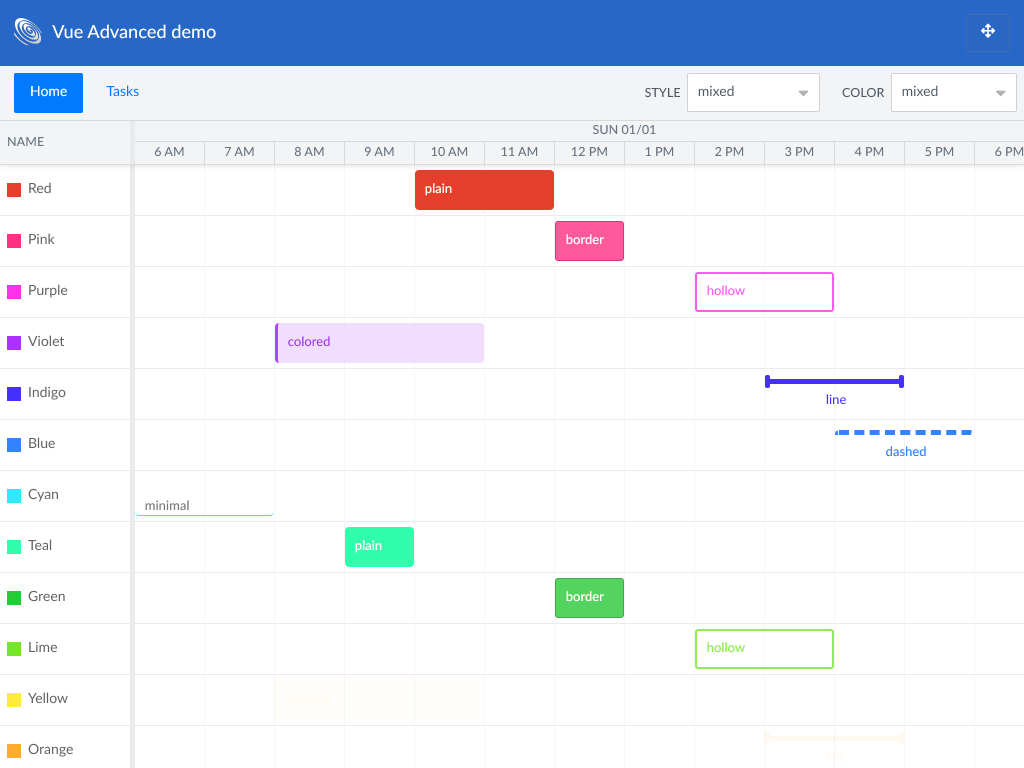 Vue Advanced demo
Home Tasks STYLE mixed COLOR mixed
NAME SUN 01/01
6 AM 7 AM 8 AM 9 AM 10 AM 11 AM 12 PM 1 PM 2 PM 3 PM 4 PM 5 PM 6 PM
Red plain
Pink border
Purple hollow
Violet colored
Indigo line
Blue dashed
Cyan minimal
Teal plain
Green border
Lime hollow
Yellow colored
Orange line